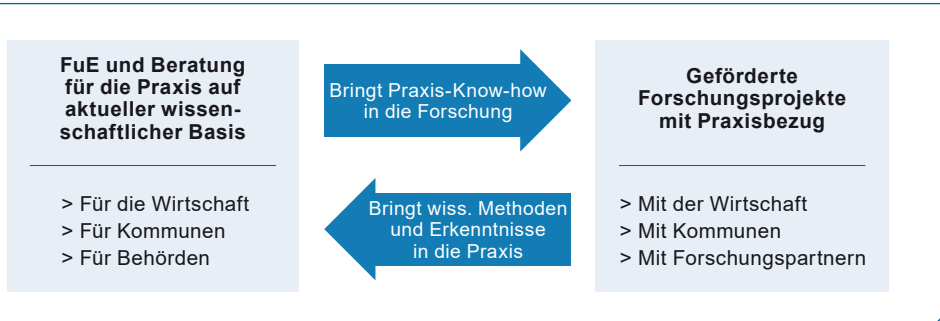 FuE und Beratung
für die Praxis auf
aktueller wissen-
schaftlicher Basis
> Für die Wirtschaft
> Für Kommunen
> Für Behörden
Bringt Praxis-Know-how
in die Forschung
Bringt wiss. Methoden
und Erkenntnisse
in die Praxis
Geförderte
Forschungsprojekte
mit Praxisbezug
> Mit der Wirtschaft
> Mit Kommunen
> Mit Forschungspartnern